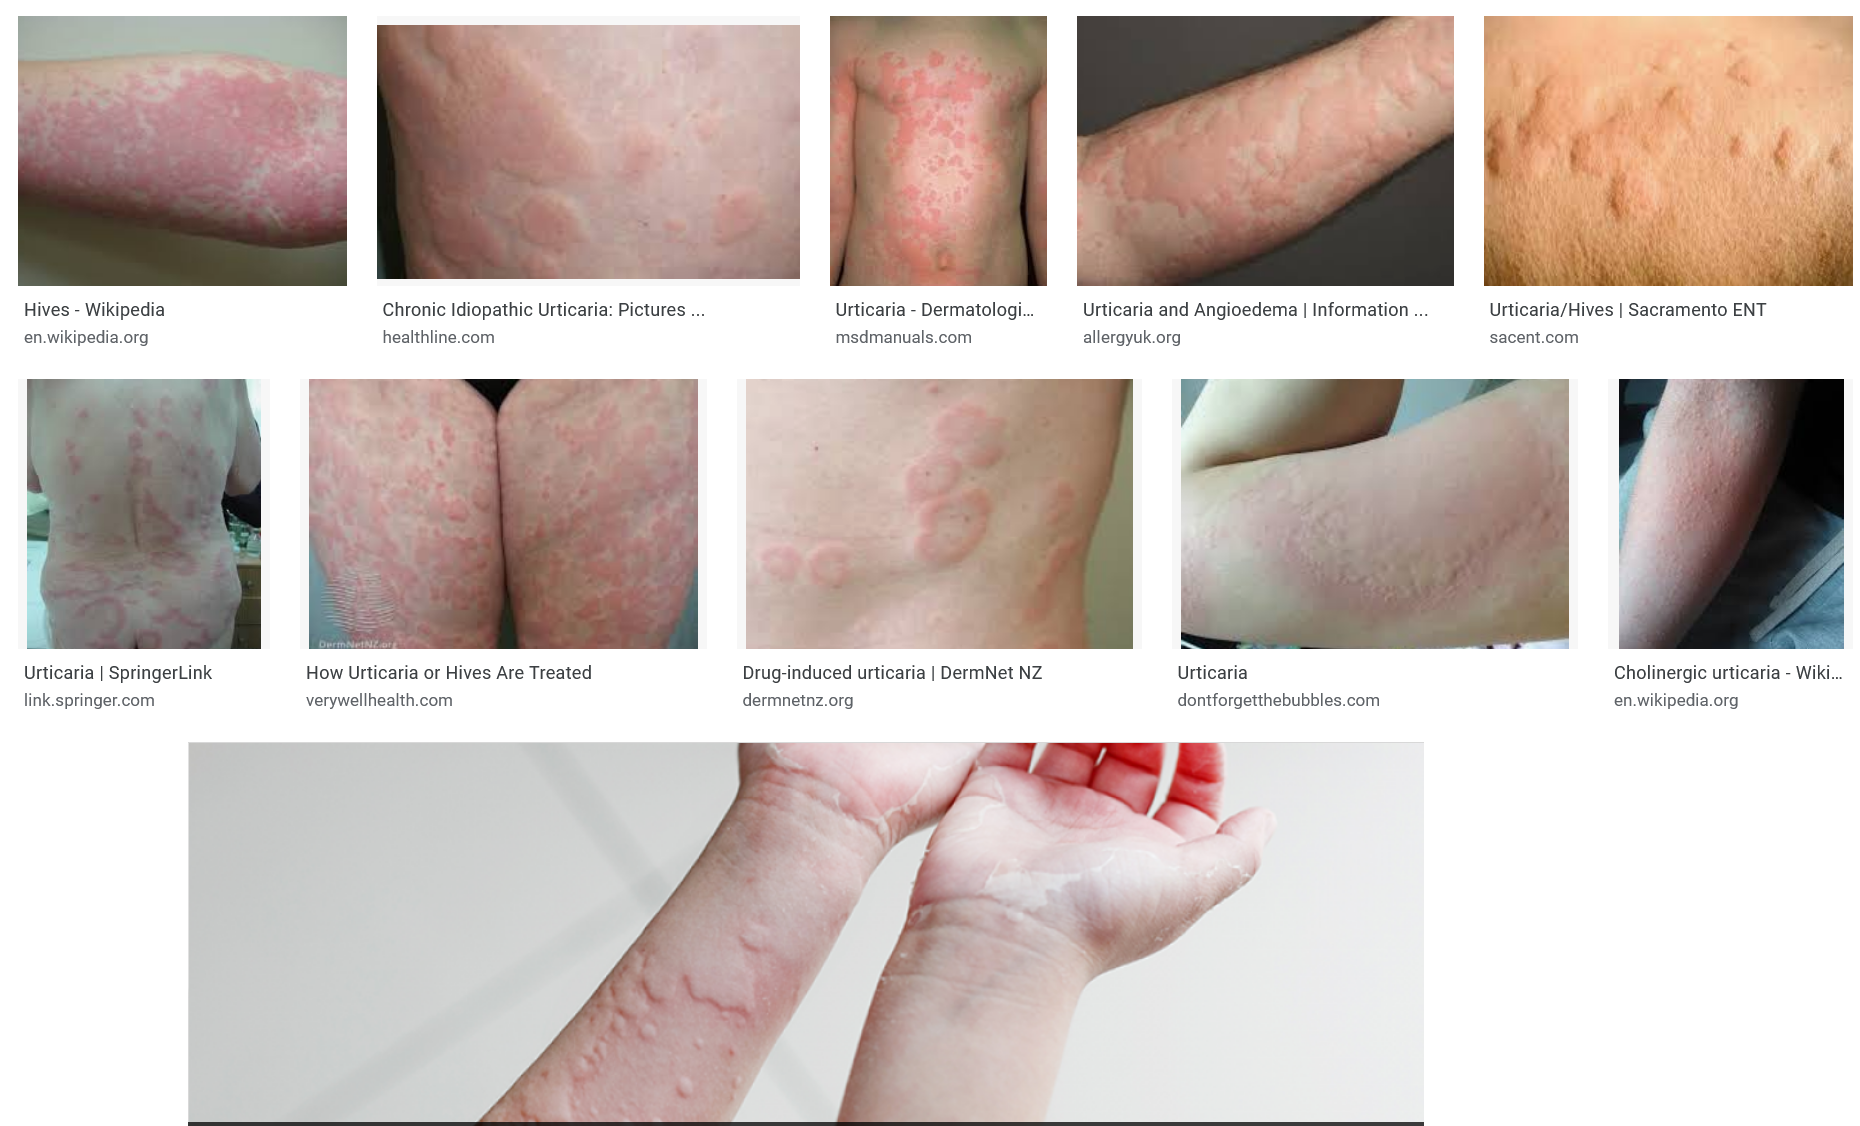 Hives - Wikipedia
en.wikipedia.org
Chronic Idiopathic Urticaria: Pictures ...
healthline.com
Urticaria - Dermatologi...
msdmanuals.com
Urticaria and Angioedema | Information ...
allergyuk.org
Urticaria/Hives | Sacramento ENT
sacent.com
DermNetNZ.org
Urticaria | SpringerLink
link.springer.com
How Urticaria or Hives Are Treated
verywellhealth.com
Drug-induced urticaria | DermNet NZ
dermnetnz.org
Urticaria
dontforgetthebubbles.com
Cholinergic urticaria - Wiki...
en.wikipedia.org